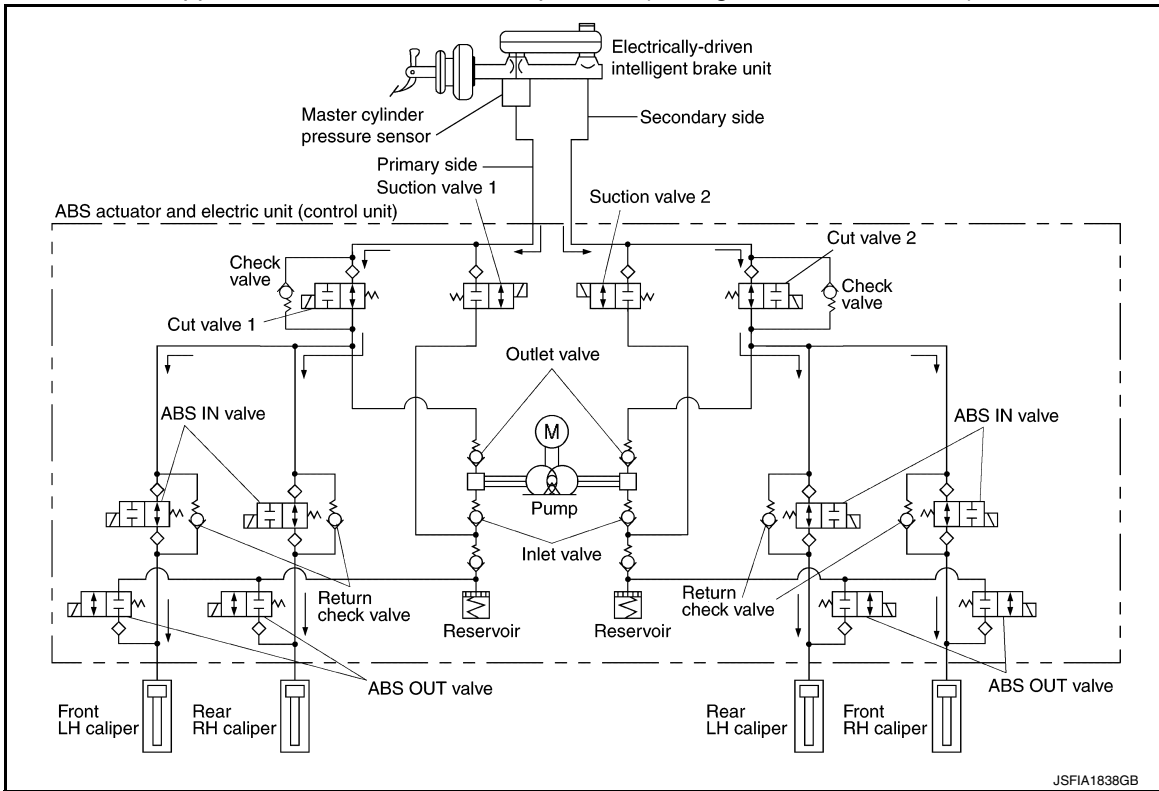 Electrically-driven
intelligent brake unit
Master cylinder
pressure sensor
Secondary side
Primary side
Suction valve 1
Suction valve 2
ABS actuator and electric unit (control unit)
Cut valve 2
Check
valve
Check
valve
Cut valve 1
Outlet valve
ABS IN valve
ABS IN valve
M
Pump
Inlet valve
Return
check valve
Return
check valve
Reservoir
Reservoir
ABS OUT valve
ABS OUT valve
Front
LH caliper
Rear
RH caliper
Rear
LH caliper
Front
RH caliper
JSFIA1838GB